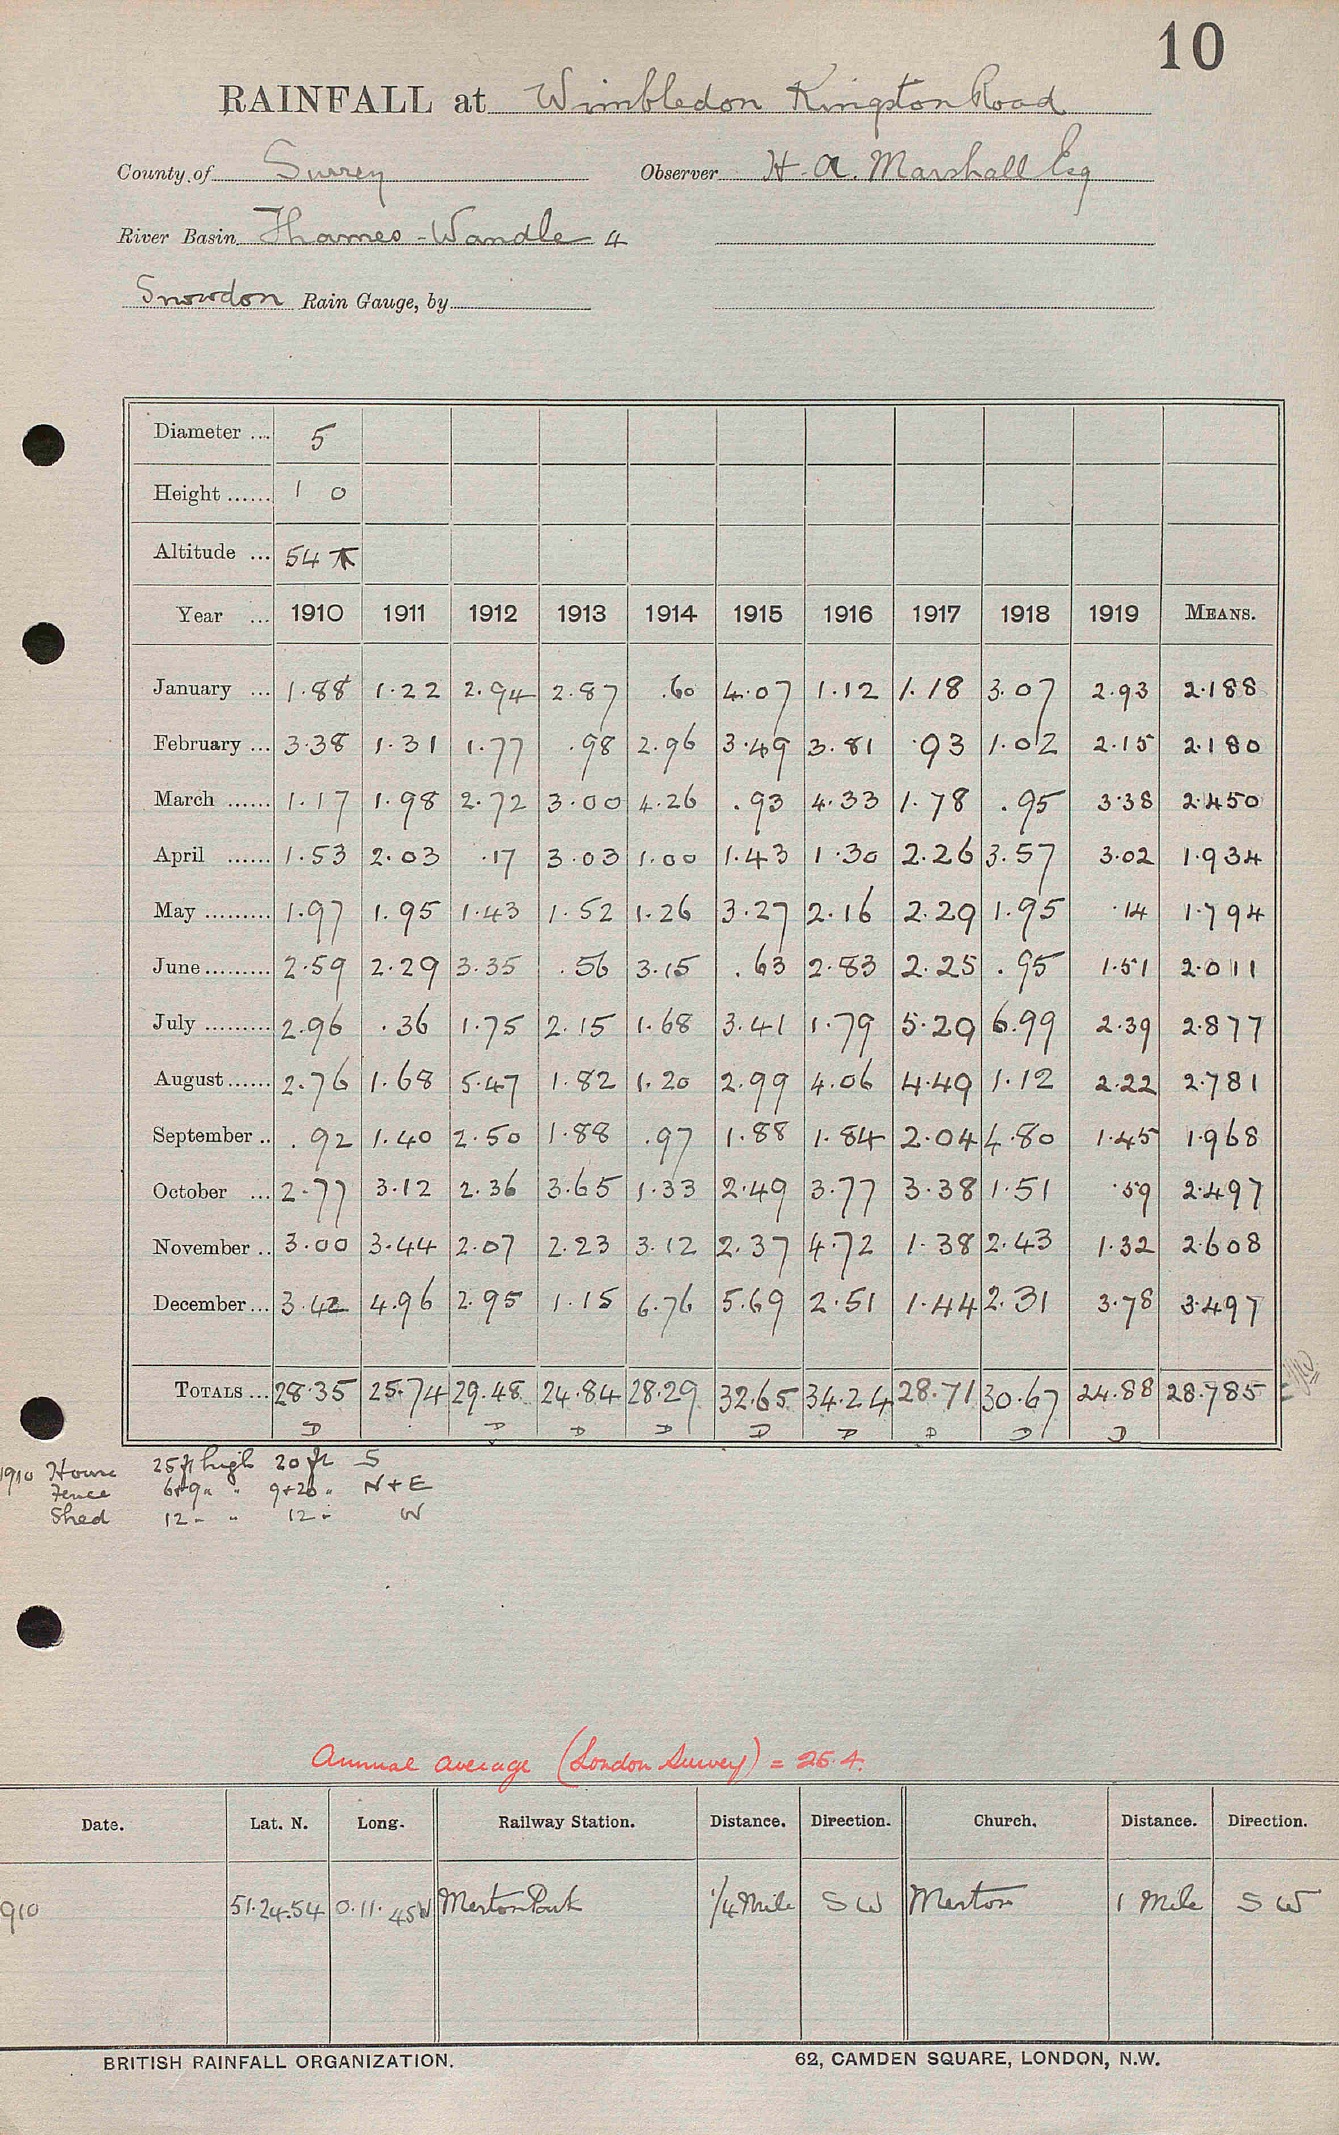 10
RAINFALL at Wimbledon Kingston Road
County of Surrey Observer H. A. Marshall Esq
River Basin Thames - Wandle 4
Snowdon Rain Gauge, by
Diameter ... 5
Height ...... 1 0
Altitude ... 54
Year ... 1910 1911 1912 1913 1914 1915 1916 1917 1918 1919 MEANS.
January ... 1.88 1.22 2.94 2.87 .60 4.07 1.12 1.18 3.07 2.93 2.188
February ... 3.38 1.31 1.77 .98 2.96 3.49 3.81 .93 1.02 2.15 2.180
March ...... 1.17 1.98 2.72 3.00 4.26 .93 4.33 1.78 .95 3.38 2.450
April ...... 1.53 2.03 .17 3.03 1.00 1.43 1.30 2.26 3.57 3.02 1.934
May ......... 1.97 1.95 1.43 1.52 1.26 3.27 2.16 2.29 1.95 .14 1.794
June ......... 2.59 2.29 3.35 .56 3.15 .63 2.83 2.25 .95 1.51 2.011
July ......... 2.96 .36 1.75 2.15 1.68 3.41 1.79 5.29 6.99 2.39 2.877
August ...... 2.76 1.68 5.47 1.82 1.20 2.99 4.06 4.49 1.12 2.22 2.781
September .. .92 1.40 2.50 1.88 .97 1.88 1.84 2.04 4.80 1.45 1.968
October ... 2.77 3.12 2.36 3.65 1.33 2.49 3.77 3.38 1.51 .59 2.497
November .. 3.00 3.44 2.07 2.23 3.12 2.37 4.72 1.38 2.43 1.32 2.608
December ... 3.42 4.96 2.95 1.15 6.76 5.69 2.51 1.44 2.31 3.78 3.497
TOTALS ... 28.35 25.74 29.48 24.84 28.29 32.65 34.24 28.71 30.67 24.88 28.785
D D D D D D D D D
1910 House 25 ft high 20 ft S
Fence 6+9 " " 9+20 " N + E
Shed 12 " " 12 " W
Annual average (London Survey) = 25.4.
Date. Lat. N. Long. Railway Station. Distance. Direction. Church. Distance. Direction.
910 51.24.54 0.11.45W Merton Park 1/4 Mile SW Merton 1 Mile SW
BRITISH RAINFALL ORGANIZATION. 62, CAMDEN SQUARE, LONDON, N.W.